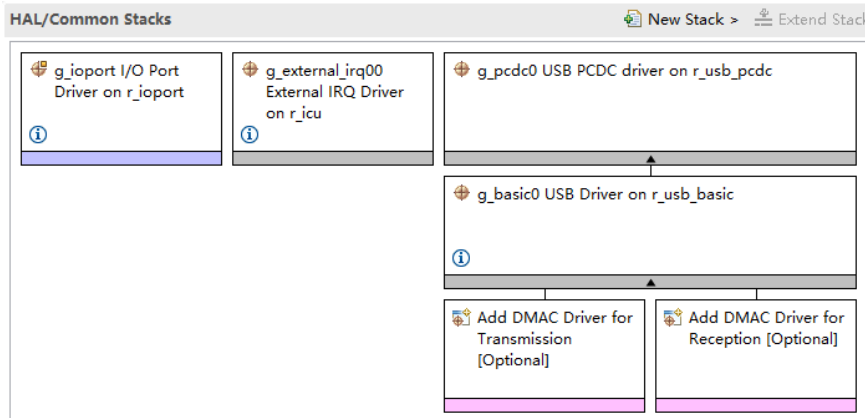 HAL/Common Stacks
New Stack >
Extend Stack
g_ioport I/O Port
Driver on r_ioport
g_external_irq00
External IRQ Driver
on r_icu
g_pcdc0 USB PCDC driver on r_usb_pcdc
g_basic0 USB Driver on r_usb_basic
Add DMAC Driver for
Transmission
[Optional]
Add DMAC Driver for
Reception [Optional]